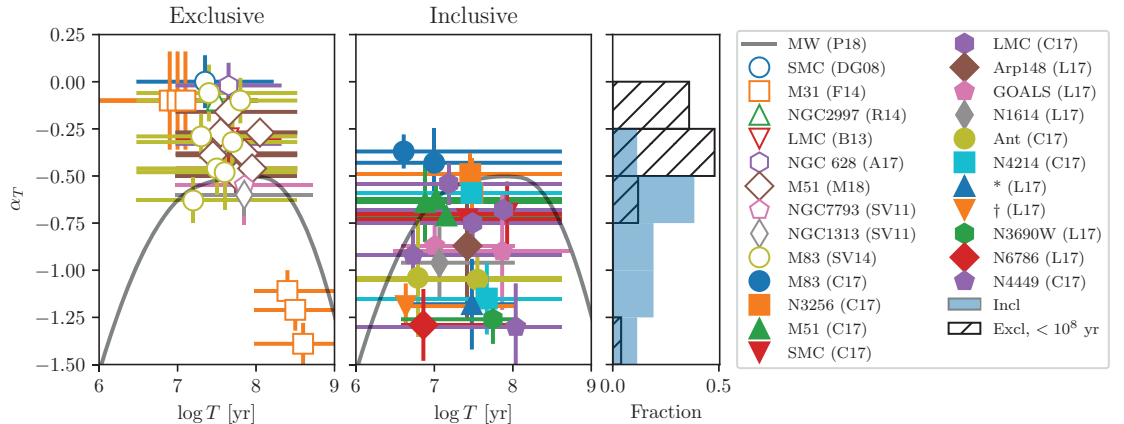 Exclusive
Inclusive
0.25
0.00
−0.25
−0.50
−0.75
−1.00
−1.25
−1.50
α_T
6 7 8 9
log T [yr]
6 7 8 9
log T [yr]
0.0 0.5
Fraction
MW (P18)
SMC (DG08)
M31 (F14)
NGC2997 (R14)
LMC (B13)
NGC 628 (A17)
M51 (M18)
NGC7793 (SV11)
NGC1313 (SV11)
M83 (SV14)
M83 (C17)
N3256 (C17)
M51 (C17)
SMC (C17)
LMC (C17)
Arp148 (L17)
GOALS (L17)
N1614 (L17)
Ant (C17)
N4214 (C17)
* (L17)
† (L17)
N3690W (L17)
N6786 (L17)
N4449 (C17)
Incl
Excl, < 10⁸ yr